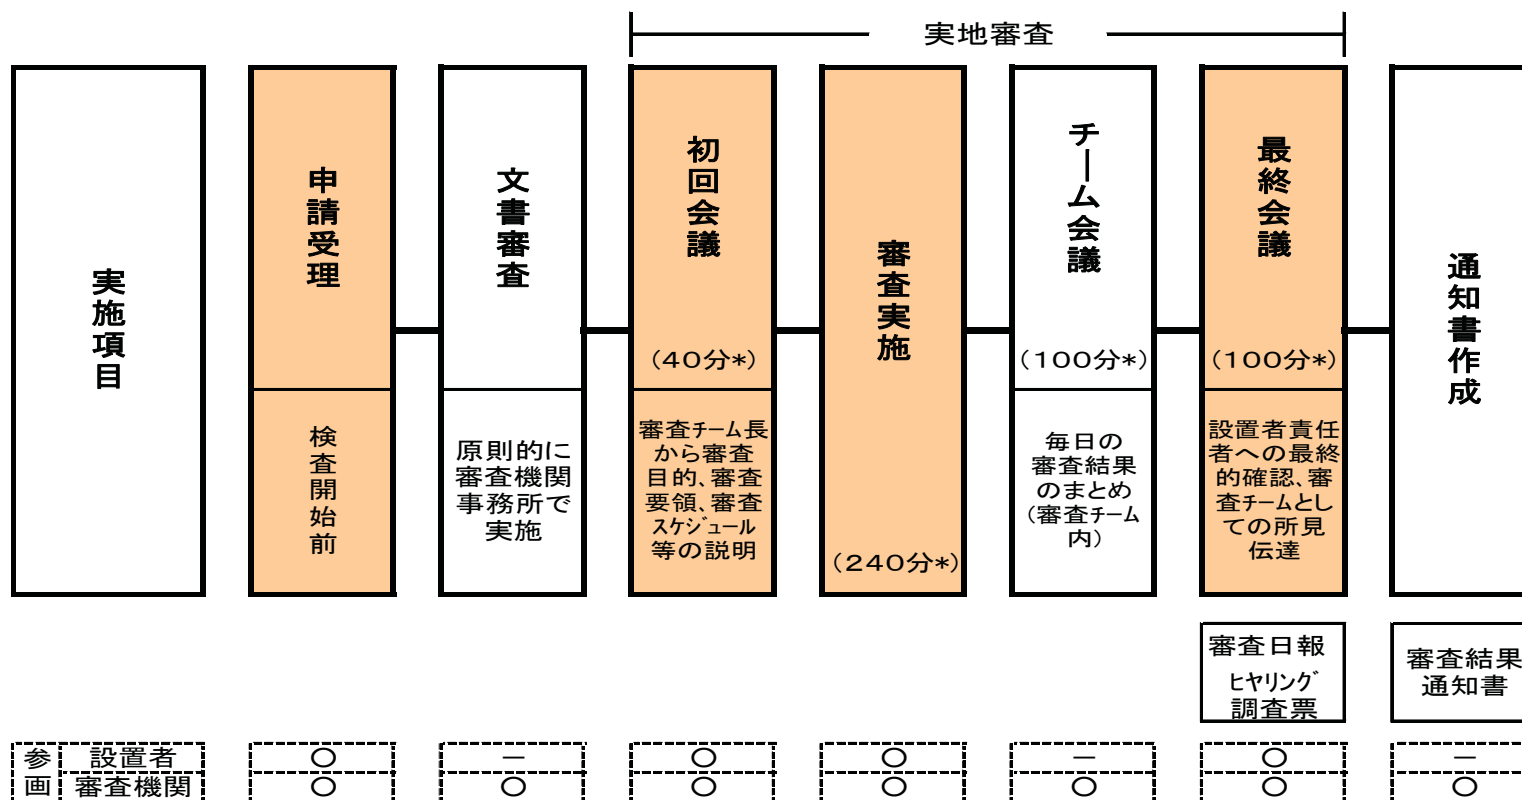 実地審査
実施項目
申請受理
検査開始前
文書審査
原則的に
審査機関
事務所で
実施
初回会議
(40分*)
審査チーム長
から審査
目的、審査
要領、審査
スケジュール
等の説明
審査実施
(240分*)
チーム会議
(100分*)
毎日の
審査結果
のまとめ
(審査チーム
内)
最終会議
(100分*)
設置者責任
者への最終
的確認、審
査チームとし
ての所見
伝達
通知書作成
審査日報
ヒヤリング
調査票
審査結果
通知書
参画
設置者 ○ － ○ ○ － ○ －
審査機関 ○ ○ ○ ○ ○ ○ ○